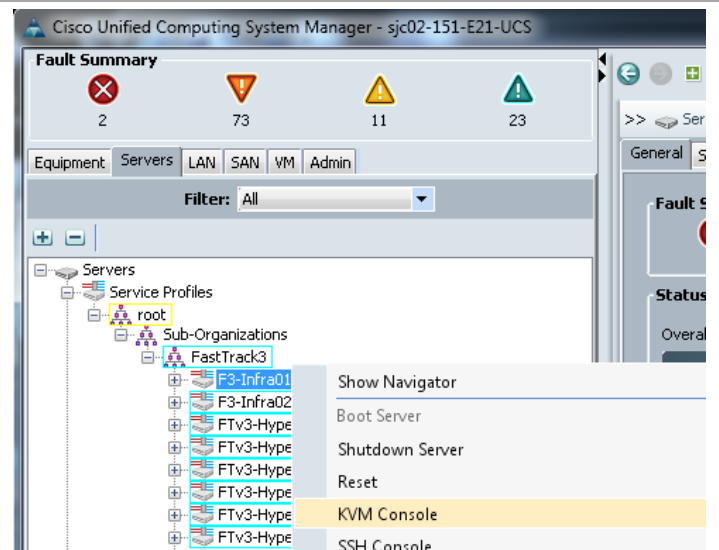 Cisco Unified Computing System Manager - sjc02-151-E21-UCS
Fault Summary
2 73 11 23
>> Ser
Equipment Servers LAN SAN VM Admin
General S
Filter: All
Fault S
Servers
Service Profiles
Status
root
Sub-Organizations
Overal
FastTrack3
F3-Infra01
Show Navigator
F3-Infra02
Boot Server
FTv3-Hype
FTv3-Hype
Shutdown Server
FTv3-Hype
Reset
FTv3-Hype
FTv3-Hype
KVM Console
FTv3-Hype
SSH Console